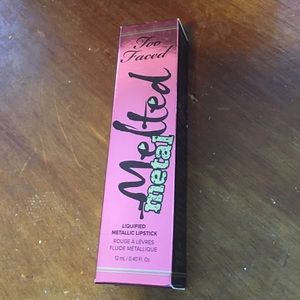 Too
Faced
Melted
metal
LIQUIFIED
METALLIC LIPSTICK
ROUGE À LÈVRES
FLUIDE MÉTALLIQUE
12 mL / 0.40 Fl. Oz.